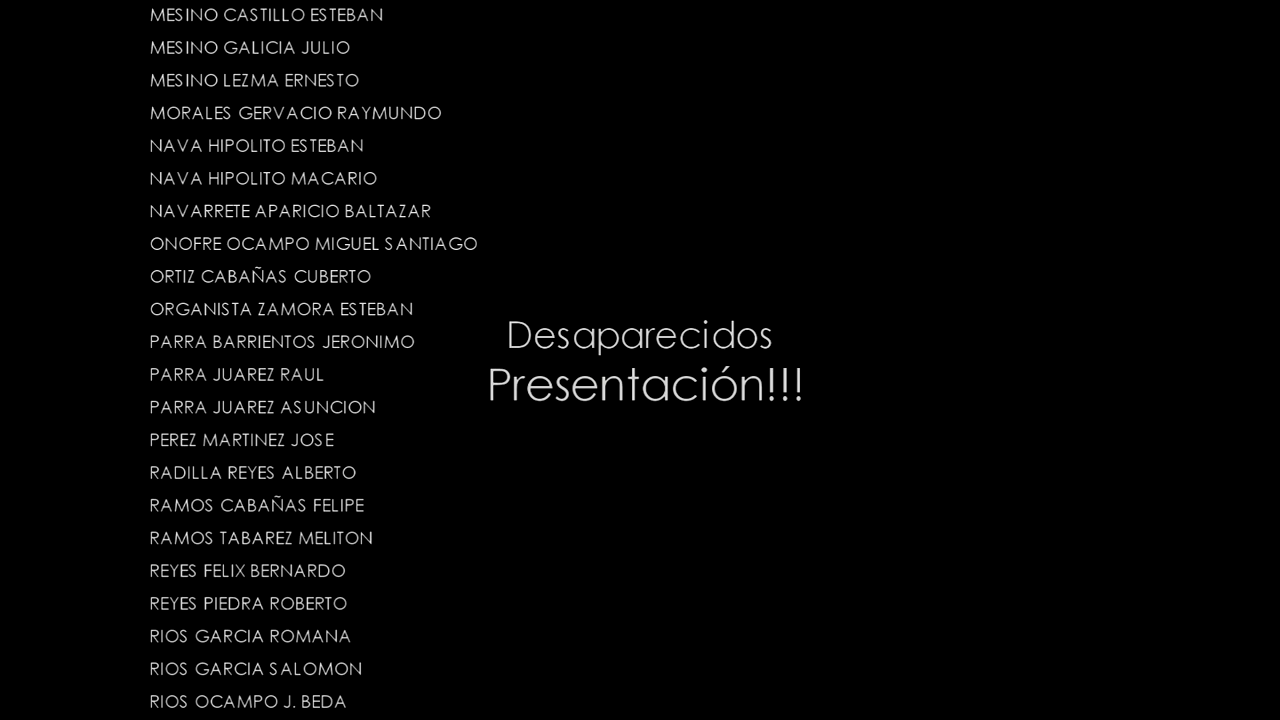 MESINO CASTILLO ESTEBAN
MESINO GALICIA JULIO
MESINO LEZMA ERNESTO
MORALES GERVACIO RAYMUNDO
NAVA HIPOLITO ESTEBAN
NAVA HIPOLITO MACARIO
NAVARRETE APARICIO BALTAZAR
ONOFRE OCAMPO MIGUEL SANTIAGO
ORTIZ CABAÑAS CUBERTO
ORGANISTA ZAMORA ESTEBAN
PARRA BARRIENTOS JERONIMO
PARRA JUAREZ RAUL
PARRA JUAREZ ASUNCION
PEREZ MARTINEZ JOSE
RADILLA REYES ALBERTO
RAMOS CABAÑAS FELIPE
RAMOS TABAREZ MELITON
REYES FELIX BERNARDO
REYES PIEDRA ROBERTO
RIOS GARCIA ROMANA
RIOS GARCIA SALOMON
RIOS OCAMPO J. BEDA
Desaparecidos
Presentación!!!